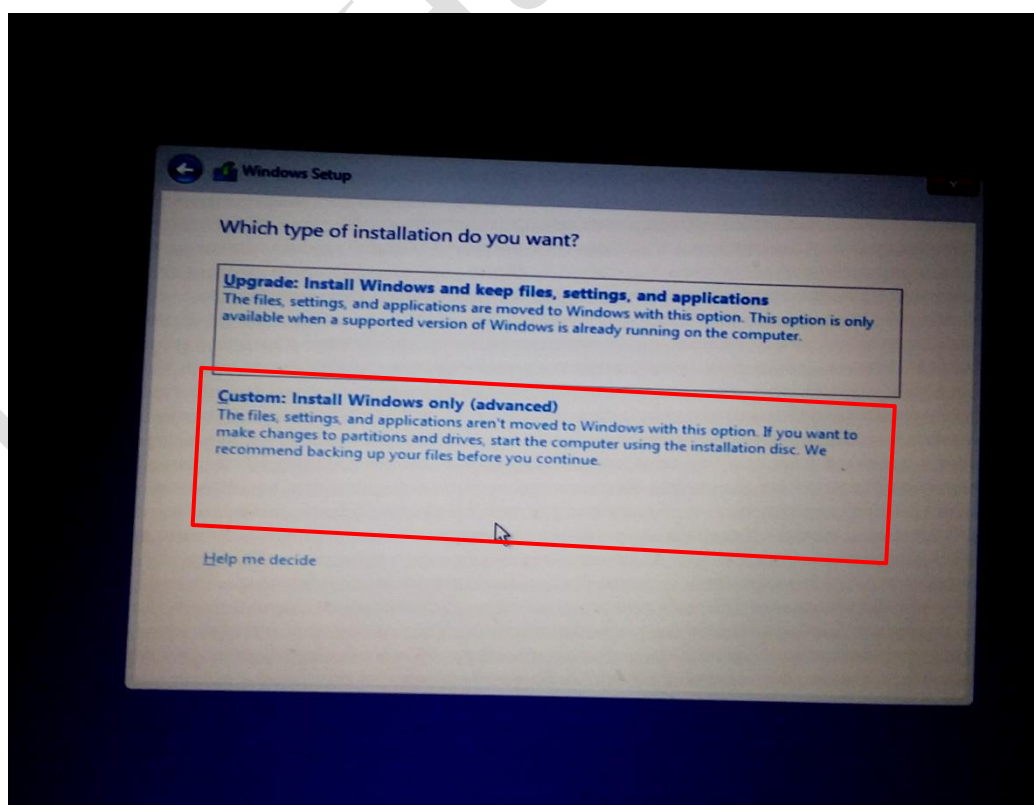 Windows Setup
Which type of installation do you want?
Upgrade: Install Windows and keep files, settings, and applications
The files, settings, and applications are moved to Windows with this option. This option is only
available when a supported version of Windows is already running on the computer.
Custom: Install Windows only (advanced)
The files, settings, and applications aren't moved to Windows with this option. If you want to
make changes to partitions and drives, start the computer using the installation disc. We
recommend backing up your files before you continue.
Help me decide